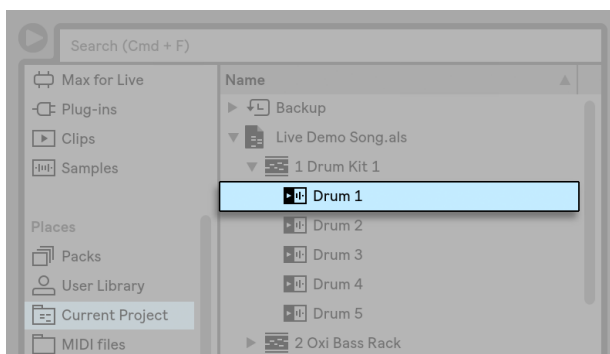 Search (Cmd + F)
Max for Live
Plug-ins
Clips
Samples
Places
Packs
User Library
Current Project
MIDI files
Name
Backup
Live Demo Song.als
1 Drum Kit 1
Drum 1
Drum 2
Drum 3
Drum 4
Drum 5
2 Oxi Bass Rack